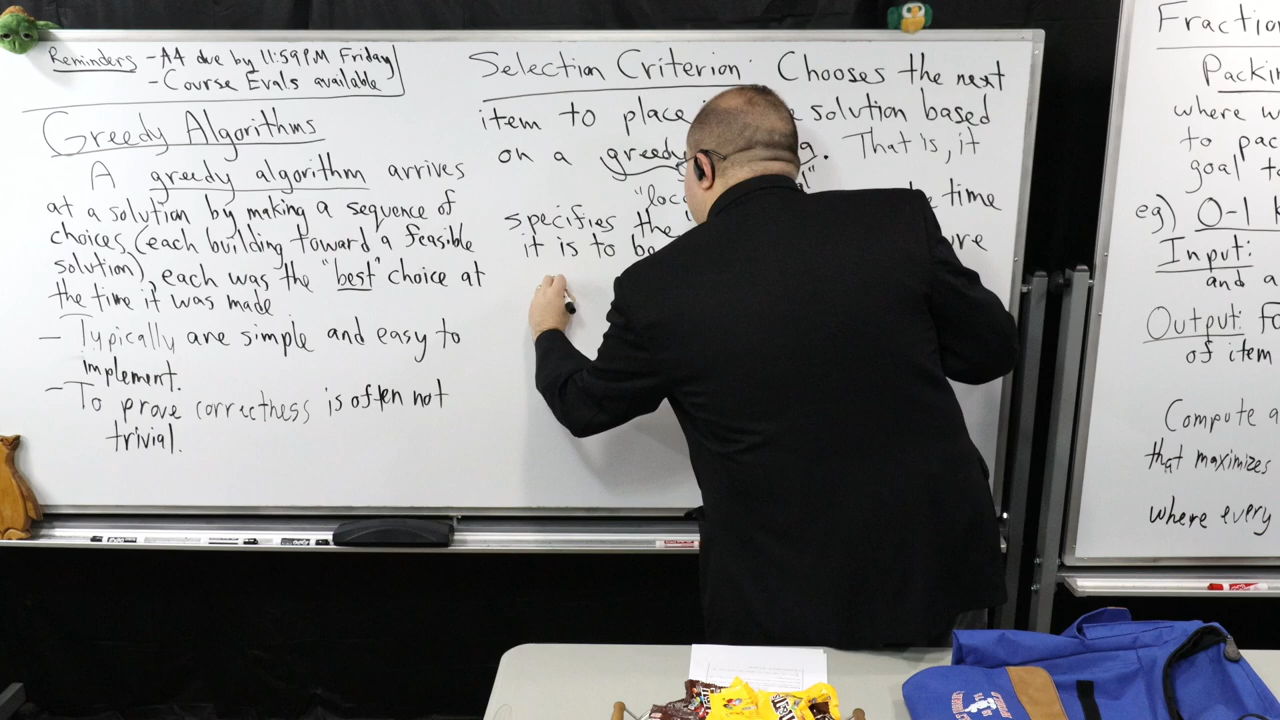 Reminders -A4 due by 11:59P.M Friday
-Course Evals available
Greedy Algorithms
A greedy algorithm arrives
at a solution by making a sequence of
choices, (each building toward a feasible
solution), each was the "best" choice at
the time it was made
- Typically are simple and easy to
implement.
- To prove correctness is often not
trivial.
Selection Criterion: Chooses the next
item to place solution based
on a greedy . That is, it
specifies the time
it is to be
Packin
where w
to pac
goal to
eg) 0-1 K
Input:
and a
Output:
of item
Compute a
that maximizes
where every